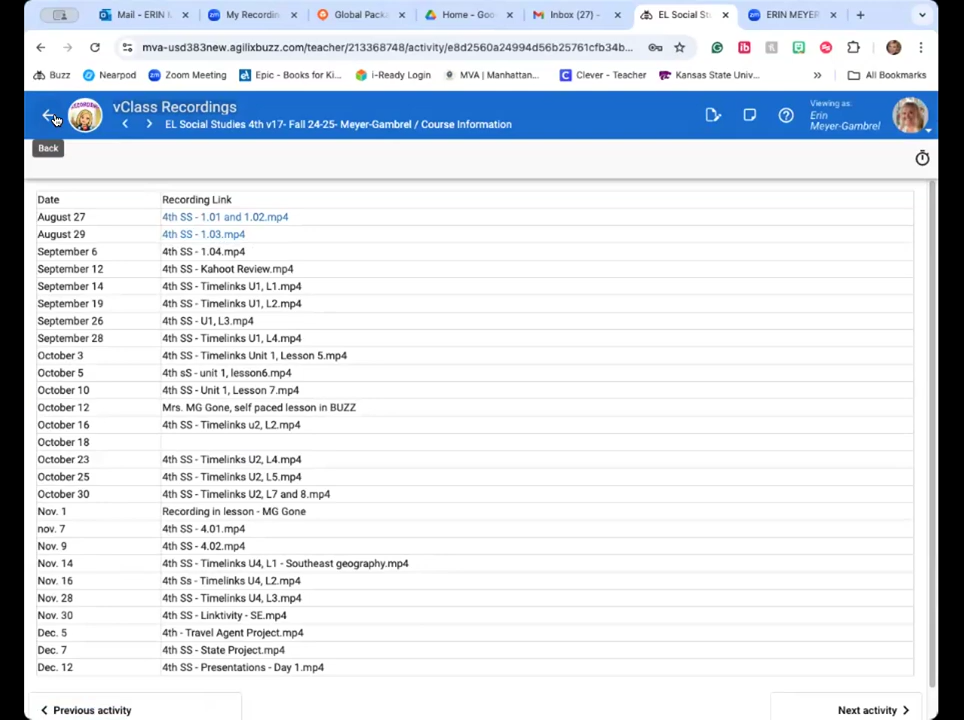 Mail - ERIN
My Recordin
Global Pack
Home - Goo
Inbox (27) -
EL Social Stu
ERIN MEYER
mva-usd383new.agilixbuzz.com/teacher/213368748/activity/e8d2560a24994d56b25761cfb34b...
Buzz
Nearpod
Zoom Meeting
Epic - Books for Ki...
i-Ready Login
MVA | Manhattan...
Clever - Teacher
Kansas State Univ...
All Bookmarks
vClass Recordings
EL Social Studies 4th v17- Fall 24-25- Meyer-Gambrel / Course Information
Viewing as:
Erin
Meyer-Gambrel
Back
Date Recording Link
August 27 4th SS - 1.01 and 1.02.mp4
August 29 4th SS - 1.03.mp4
September 6 4th SS - 1.04.mp4
September 12 4th SS - Kahoot Review.mp4
September 14 4th SS - Timelinks U1, L1.mp4
September 19 4th SS - Timelinks U1, L2.mp4
September 26 4th SS - U1, L3.mp4
September 28 4th SS - Timelinks U1, L4.mp4
October 3 4th SS - Timelinks Unit 1, Lesson 5.mp4
October 5 4th sS - unit 1, lesson6.mp4
October 10 4th SS - Unit 1, Lesson 7.mp4
October 12 Mrs. MG Gone, self paced lesson in BUZZ
October 16 4th SS - Timelinks u2, L2.mp4
October 18
October 23 4th SS - Timelinks U2, L4.mp4
October 25 4th SS - Timelinks U2, L5.mp4
October 30 4th SS - Timelinks U2, L7 and 8.mp4
Nov. 1 Recording in lesson - MG Gone
nov. 7 4th SS - 4.01.mp4
Nov. 9 4th SS - 4.02.mp4
Nov. 14 4th SS - Timelinks U4, L1 - Southeast geography.mp4
Nov. 16 4th Ss - Timelinks U4, L2.mp4
Nov. 28 4th SS - Timelinks U4, L3.mp4
Nov. 30 4th SS - Linktivity - SE.mp4
Dec. 5 4th - Travel Agent Project.mp4
Dec. 7 4th SS - State Project.mp4
Dec. 12 4th SS - Presentations - Day 1.mp4
Previous activity
Next activity